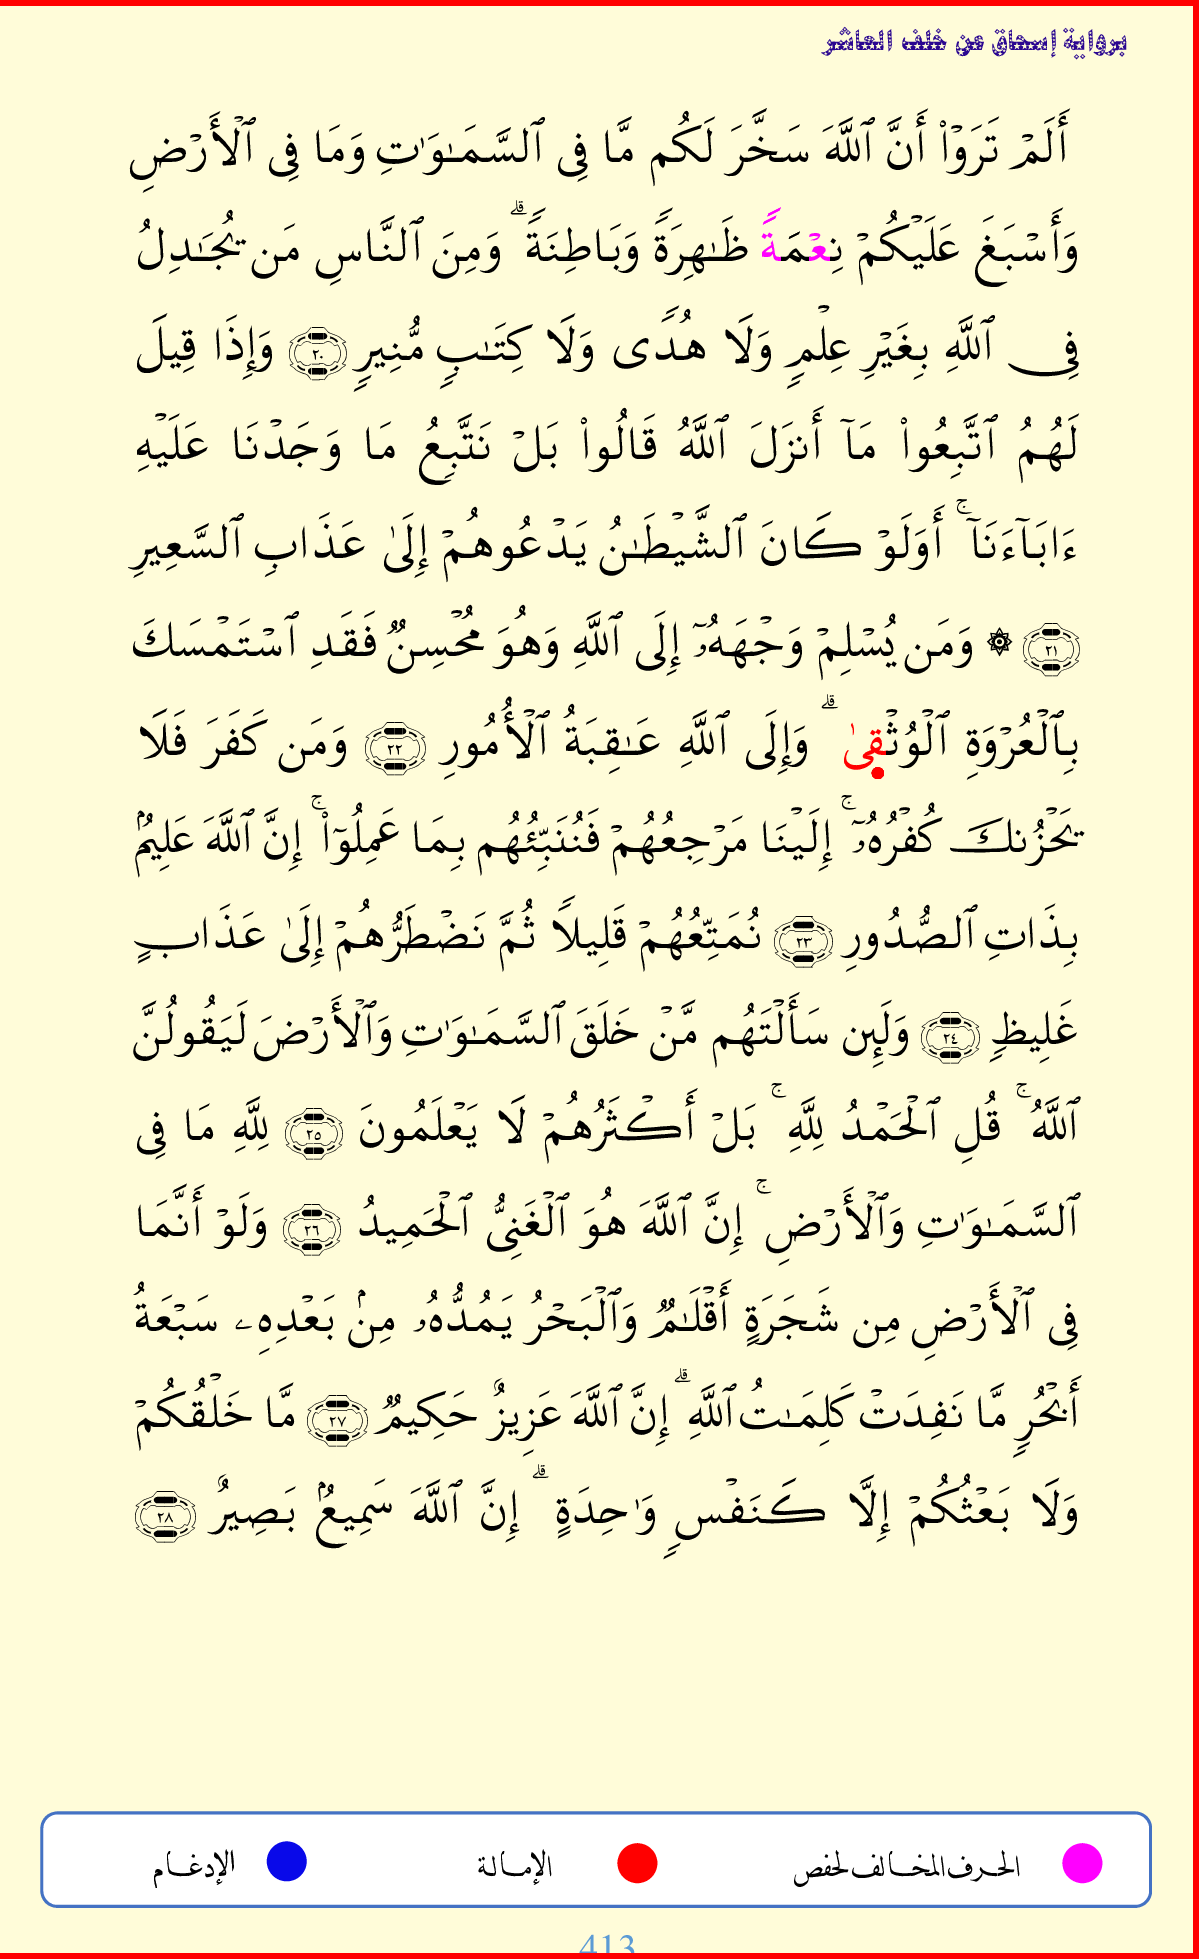 برواية إسحاق عن خلف العاشر
أَلَمْ تَرَوْا۟ أَنَّ ٱللَّهَ سَخَّرَ لَكُم مَّا فِى ٱلسَّمَـٰوَٰتِ وَمَا فِى ٱلْأَرْضِ
وَأَسْبَغَ عَلَيْكُمْ نِعْمَةً ظَـٰهِرَةً وَبَاطِنَةً ۗ وَمِنَ ٱلنَّاسِ مَن يُجَـٰدِلُ
فِى ٱللَّهِ بِغَيْرِ عِلْمٍ وَلَا هُدًى وَلَا كِتَـٰبٍ مُّنِيرٍ ٢٠ وَإِذَا قِيلَ
لَهُمُ ٱتَّبِعُوا۟ مَآ أَنزَلَ ٱللَّهُ قَالُوا۟ بَلْ نَتَّبِعُ مَا وَجَدْنَا عَلَيْهِ
ءَابَآءَنَآ ۚ أَوَلَوْ كَانَ ٱلشَّيْطَـٰنُ يَدْعُوهُمْ إِلَىٰ عَذَابِ ٱلسَّعِيرِ
٢١ ۞ وَمَن يُسْلِمْ وَجْهَهُۥٓ إِلَى ٱللَّهِ وَهُوَ مُحْسِنٌ فَقَدِ ٱسْتَمْسَكَ
بِٱلْعُرْوَةِ ٱلْوُثْقِىٰ ۗ وَإِلَى ٱللَّهِ عَـٰقِبَةُ ٱلْأُمُورِ ٢٢ وَمَن كَفَرَ فَلَا
يَحْزُنكَ كُفْرُهُۥٓ ۚ إِلَيْنَا مَرْجِعُهُمْ فَنُنَبِّئُهُم بِمَا عَمِلُوٓا۟ ۚ إِنَّ ٱللَّهَ عَلِيمٌۢ
بِذَاتِ ٱلصُّدُورِ ٢٣ نُمَتِّعُهُمْ قَلِيلًا ثُمَّ نَضْطَرُّهُمْ إِلَىٰ عَذَابٍ
غَلِيظٍ ٢٤ وَلَئِن سَأَلْتَهُم مَّنْ خَلَقَ ٱلسَّمَـٰوَٰتِ وَٱلْأَرْضَ لَيَقُولُنَّ
ٱللَّهُ ۚ قُلِ ٱلْحَمْدُ لِلَّهِ ۚ بَلْ أَكْثَرُهُمْ لَا يَعْلَمُونَ ٢٥ لِلَّهِ مَا فِى
ٱلسَّمَـٰوَٰتِ وَٱلْأَرْضِ ۚ إِنَّ ٱللَّهَ هُوَ ٱلْغَنِىُّ ٱلْحَمِيدُ ٢٦ وَلَوْ أَنَّمَا
فِى ٱلْأَرْضِ مِن شَجَرَةٍ أَقْلَـٰمٌ وَٱلْبَحْرُ يَمُدُّهُۥ مِنۢ بَعْدِهِۦ سَبْعَةُ
أَبْحُرٍ مَّا نَفِدَتْ كَلِمَـٰتُ ٱللَّهِ ۗ إِنَّ ٱللَّهَ عَزِيزٌ حَكِيمٌ ٢٧ مَّا خَلْقُكُمْ
وَلَا بَعْثُكُمْ إِلَّا كَنَفْسٍ وَٰحِدَةٍ ۗ إِنَّ ٱللَّهَ سَمِيعٌۢ بَصِيرٌ ٢٨
الحرف المخالف لحفص الإمالة الإدغام
413